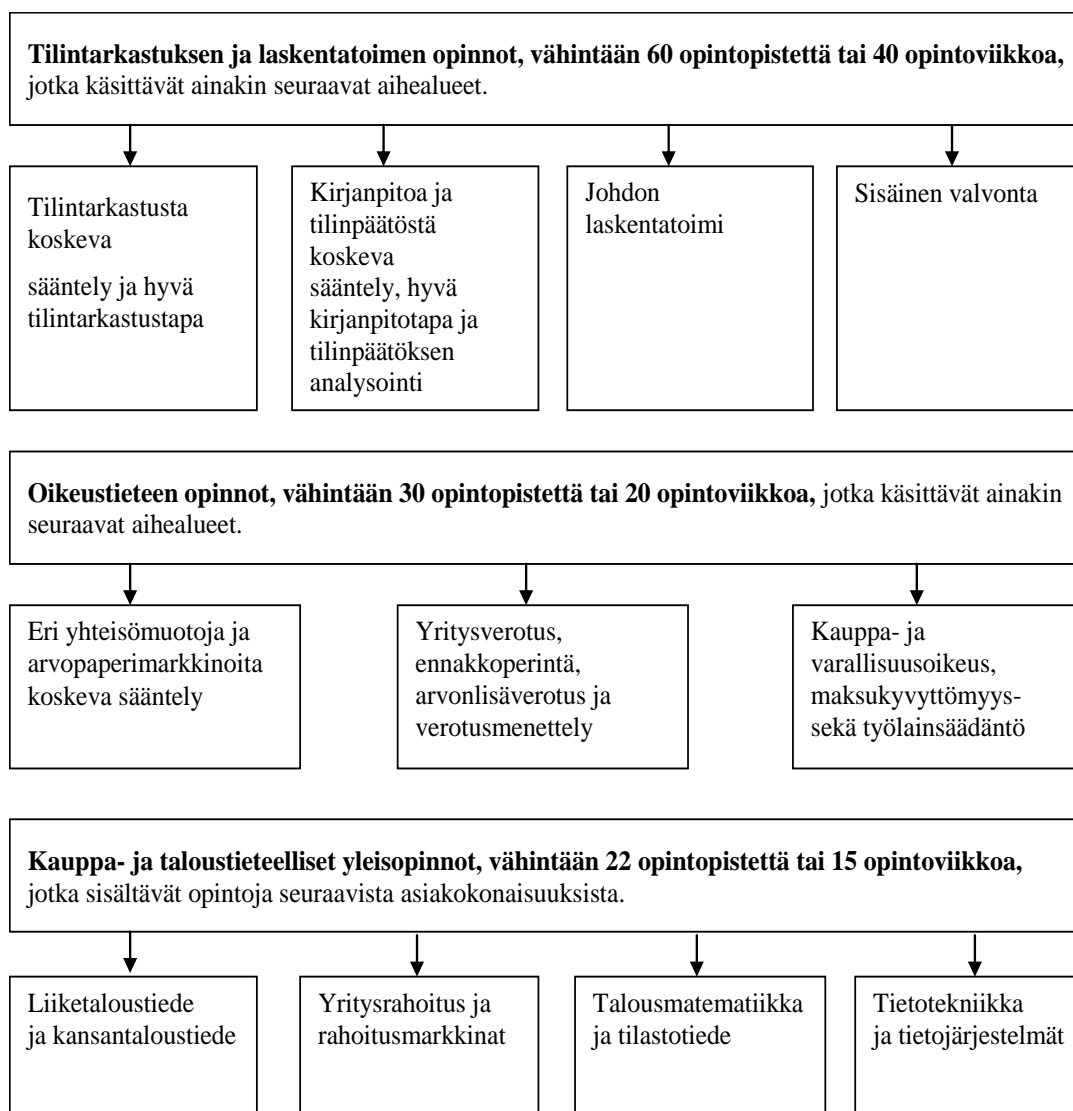 Tilintarkastuksen ja laskentatoimen opinnot, vähintään 60 opintopistettä tai 40 opintoviikkoa,
jotka käsittävät ainakin seuraavat aihealueet.
Tilintarkastusta
koskeva
sääntely ja hyvä
tilintarkastustapa
Kirjanpitoa ja
tilinpäätöstä
koskeva
sääntely, hyvä
kirjanpitotapa ja
tilinpäätöksen
analysointi
Johdon
laskentatoimi
Sisäinen valvonta
Oikeustieteen opinnot, vähintään 30 opintopistettä tai 20 opintoviikkoa, jotka käsittävät ainakin
seuraavat aihealueet.
Eri yhteisömuotoja ja
arvopaperimarkkinoita
koskeva sääntely
Yritysverotus,
ennakkoperintä,
arvonlisäverotus ja
verotusmenettely
Kauppa- ja
varallisuusoikeus,
maksukyvyttömyys-
sekä työlainsäädäntö
Kauppa- ja taloustieteelliset yleisopinnot, vähintään 22 opintopistettä tai 15 opintoviikkoa,
jotka sisältävät opintoja seuraavista asiakokonaisuuksista.
Liiketaloustiede
ja kansantaloustiede
Yritysrahoitus ja
rahoitusmarkkinat
Talousmatematiikka
ja tilastotiede
Tietotekniikka
ja tietojärjestelmät